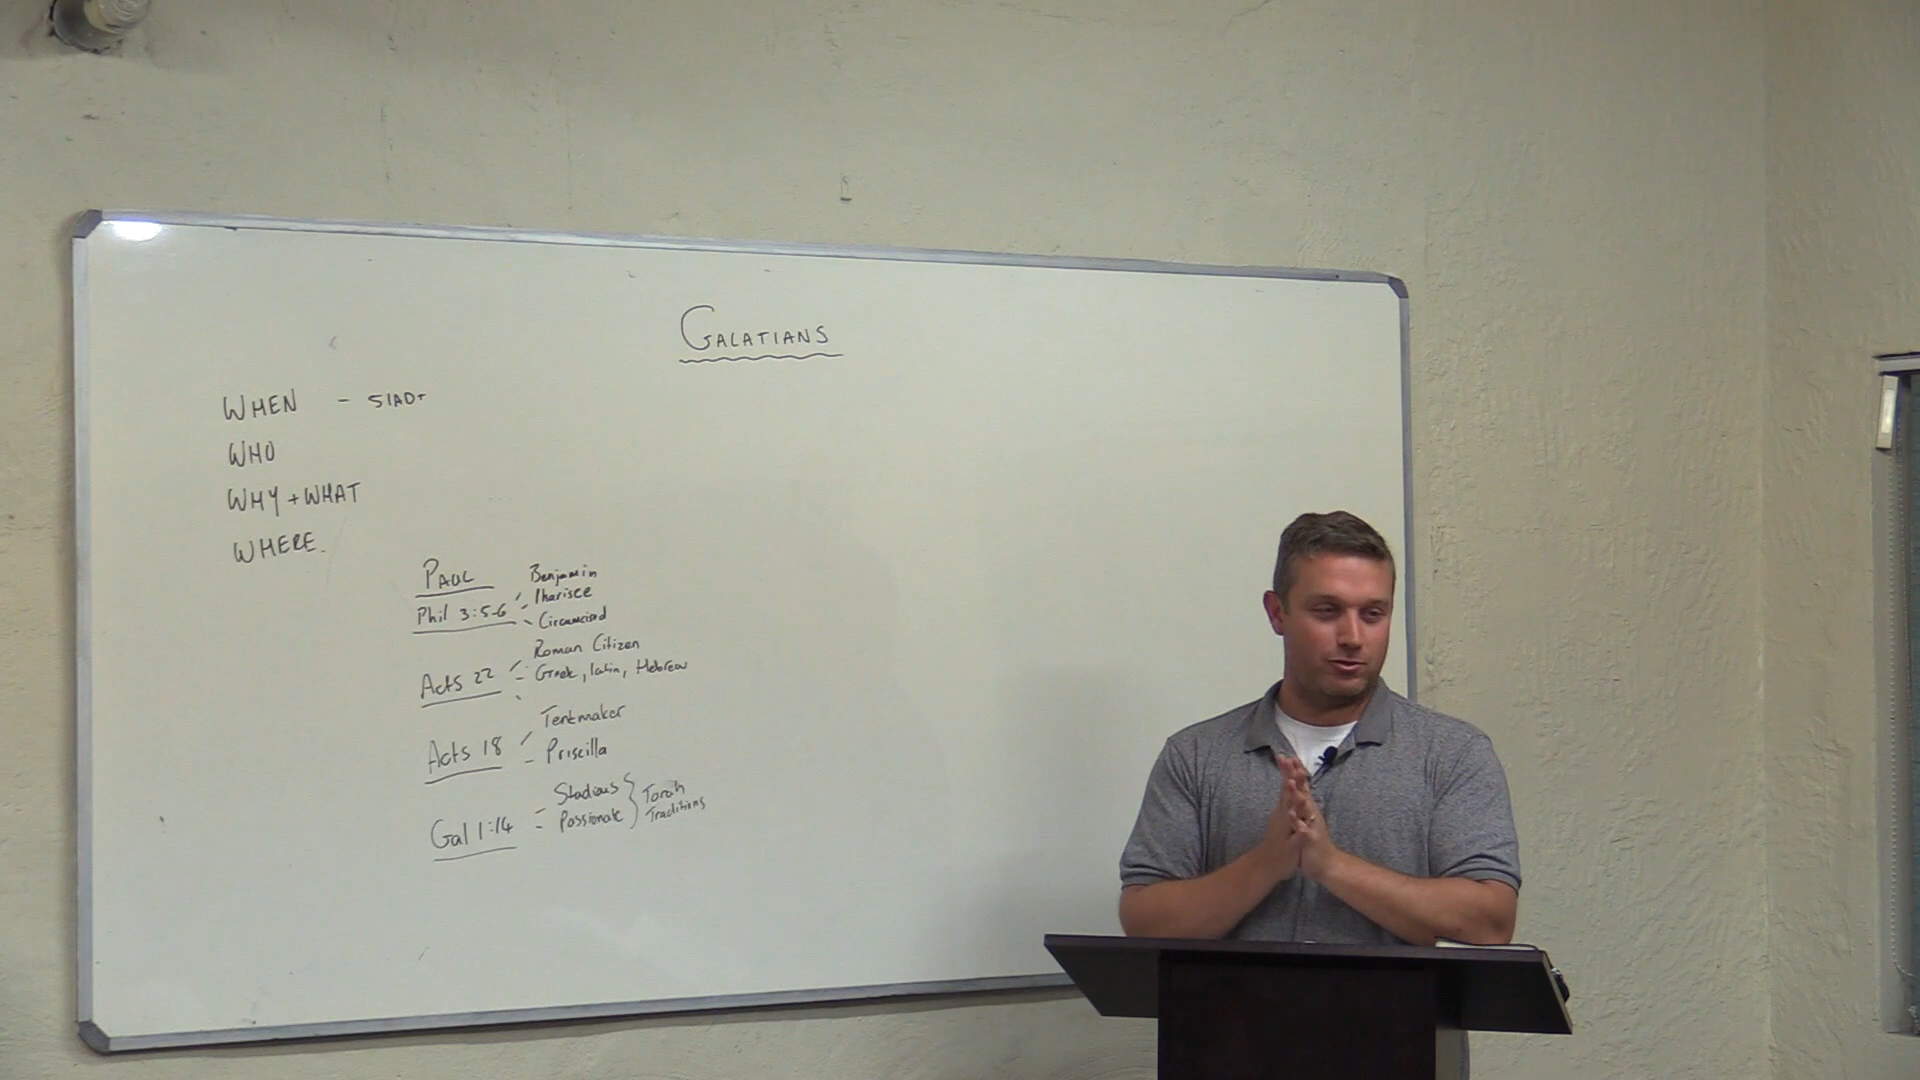 GALATIANS
WHEN - 51AD+
WHO
WHY + WHAT
WHERE.
PAUL
Phil 3:5-6
Benjamin
Pharisee
Circumcised
Acts 22
Roman Citizen
Greek, Latin, Hebrew
Acts 18
Tentmaker
Priscilla
Gal 1:14
Studious
Passionate
Torah
Traditions